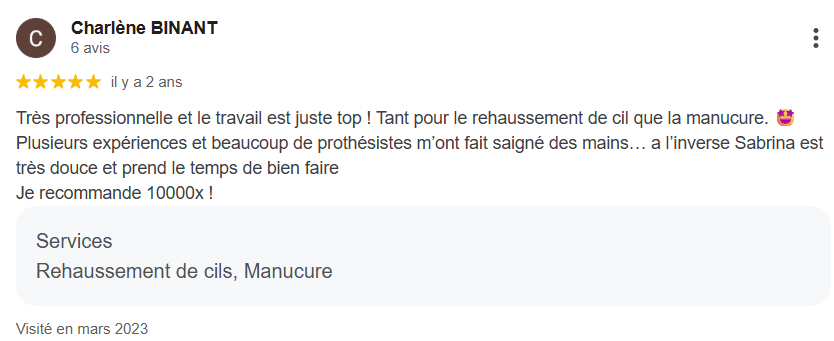 C
Charlène BINANT
6 avis
il y a 2 ans
Très professionnelle et le travail est juste top ! Tant pour le rehaussement de cil que la manucure. 🤩
Plusieurs expériences et beaucoup de prothésistes m’ont fait saigné des mains… a l’inverse Sabrina est
très douce et prend le temps de bien faire
Je recommande 10000x !
Services
Rehaussement de cils, Manucure
Visité en mars 2023